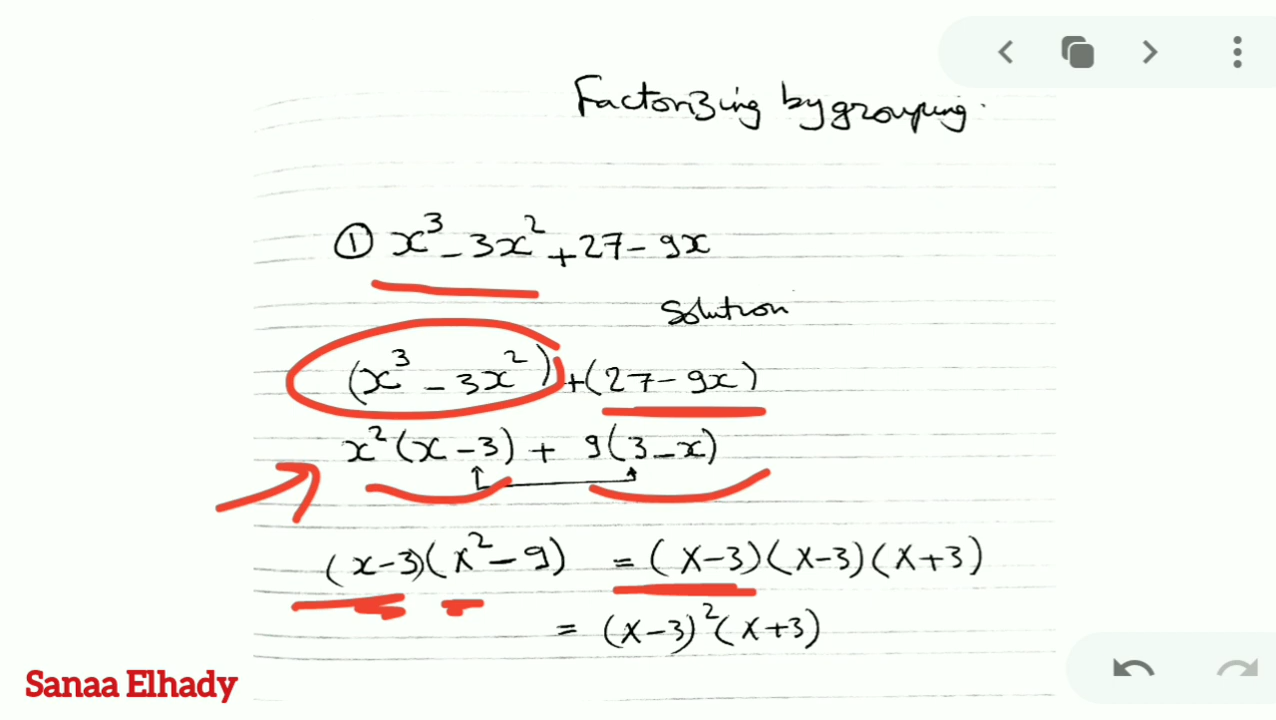 Factorizing by grouping.
① x³ - 3x² + 27 - 9x
Solution
(x³ - 3x²) + (27 - 9x)
x²(x - 3) + 9(3 - x)
(x - 3)(x² - 9) = (x - 3)(x - 3)(x + 3)
= (x - 3)²(x + 3)
Sanaa Elhady